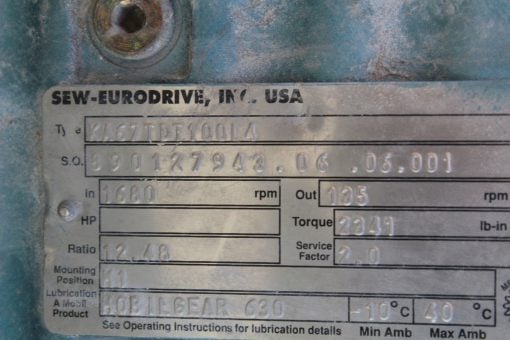 SEW-EURODRIVE, INC. USA
Type KA67TDT100L4
S.O. 890127942.06 .06.001
In 1680 rpm Out 135 rpm
HP Torque 2341 lb-in
Ratio 12.48 Service Factor 2.0
Mounting Position M1
Lubrication A Mobil Product MOBILGEAR 630 -10°C 40 °C
See Operating Instructions for lubrication details Min Amb Max Amb